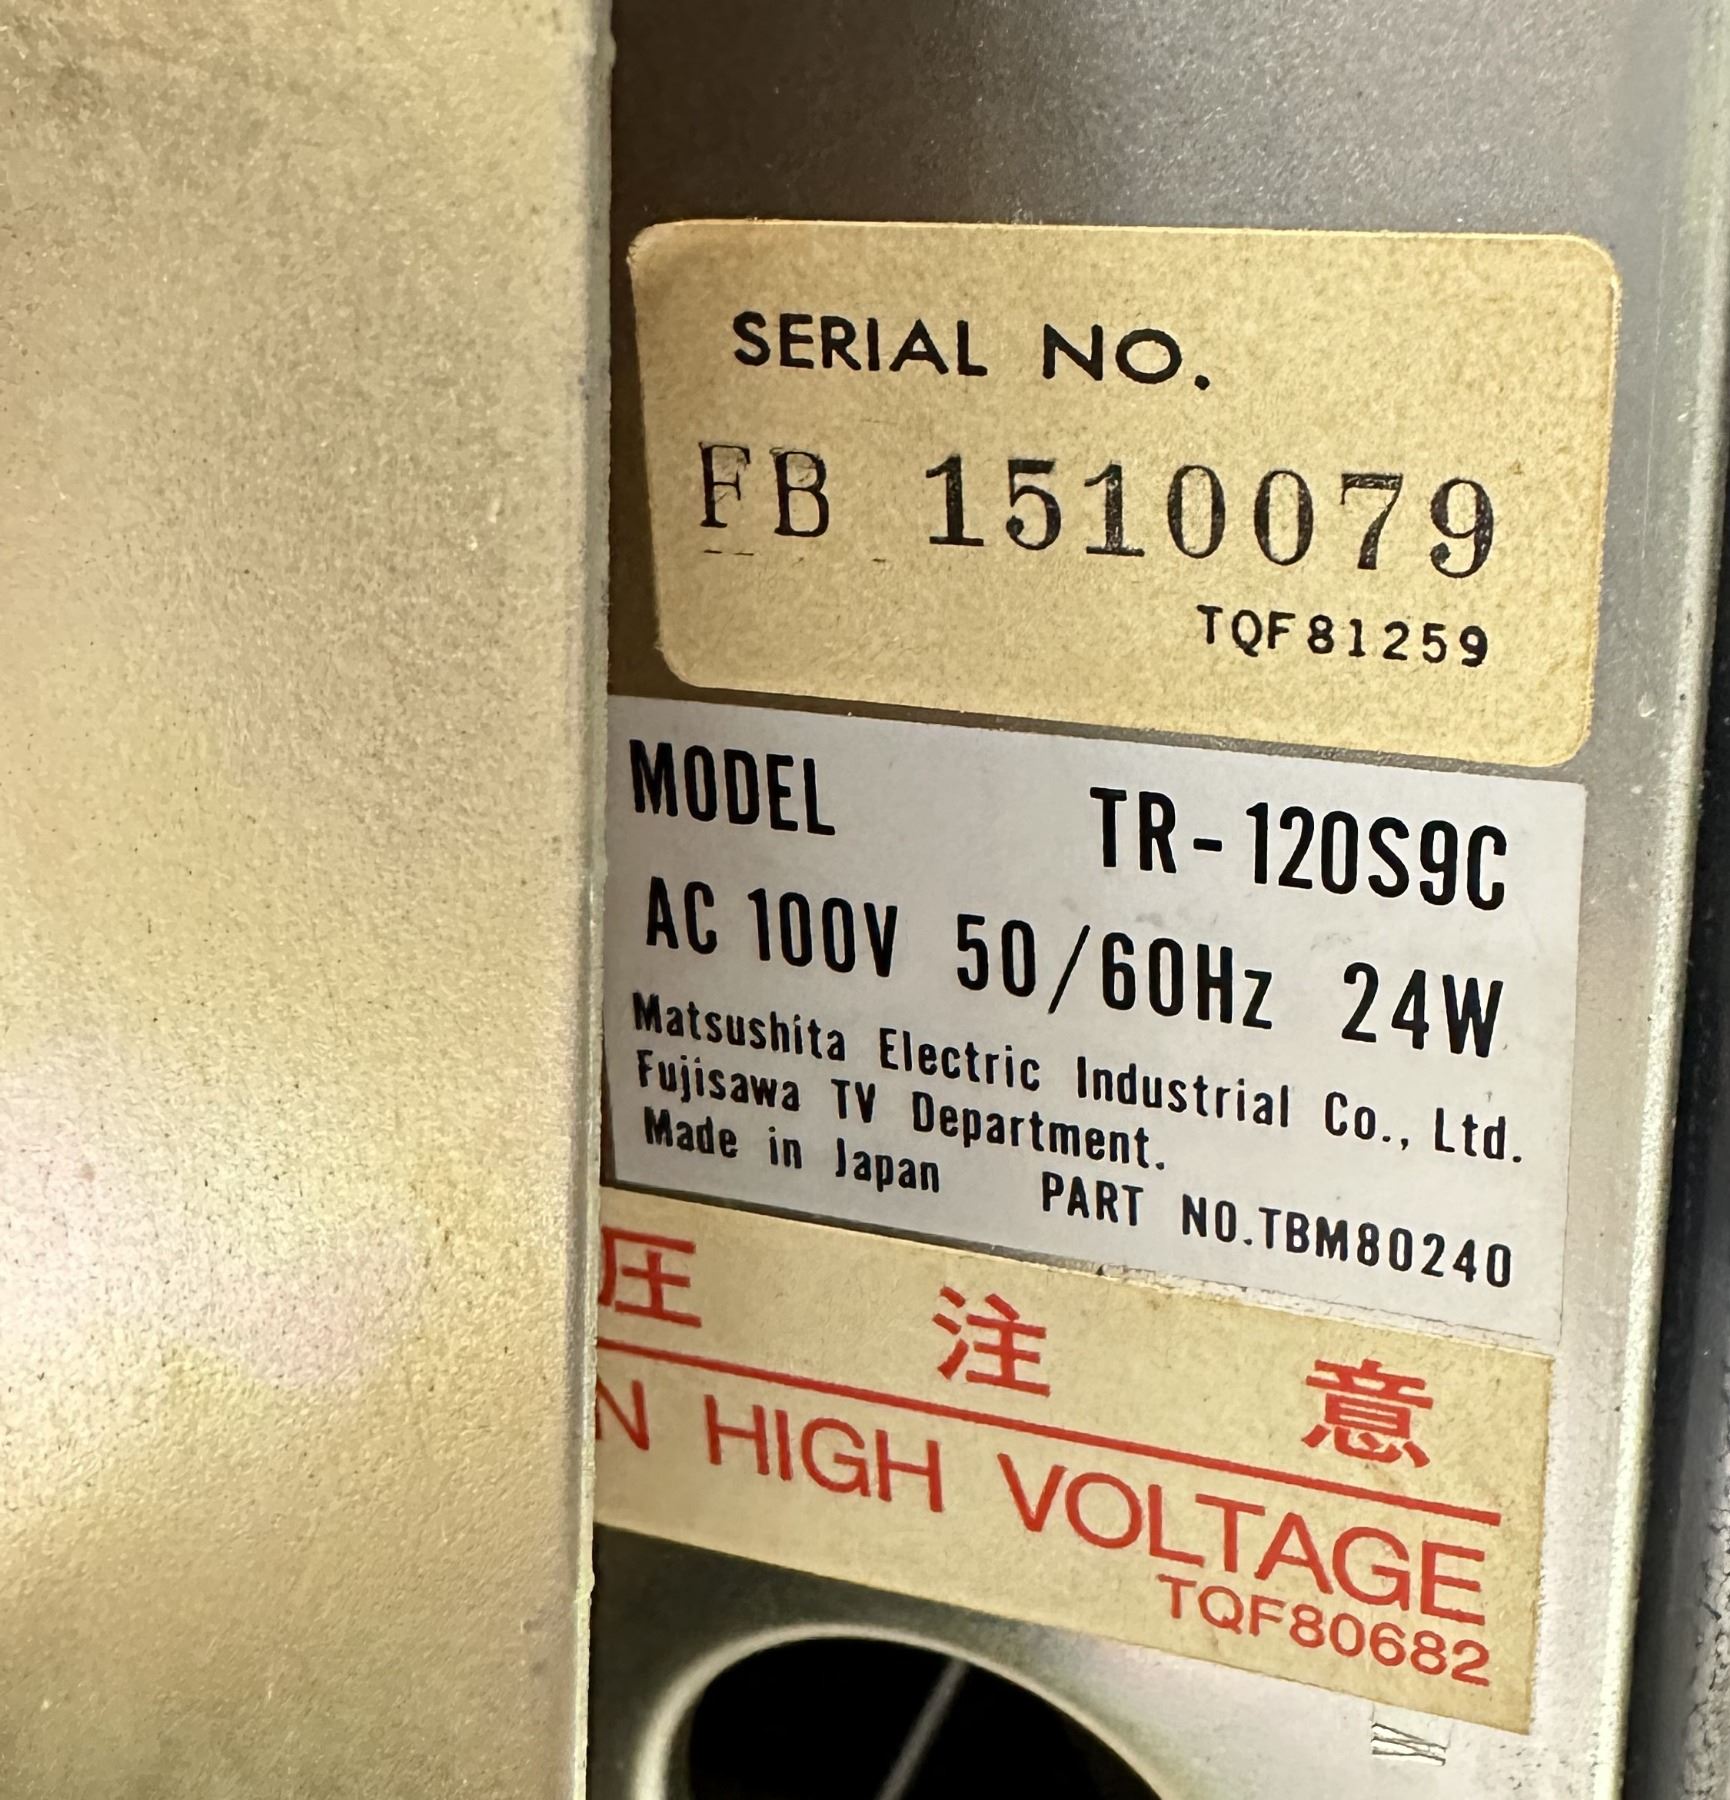 SERIAL NO.
FB 1510079
TQF81259
MODEL TR-120S9C
AC 100V 50/60Hz 24W
Matsushita Electric Industrial Co., Ltd.
Fujisawa TV Department.
Made in Japan PART NO.TBM80240
圧 注 意
N HIGH VOLTAGE
TQF80682